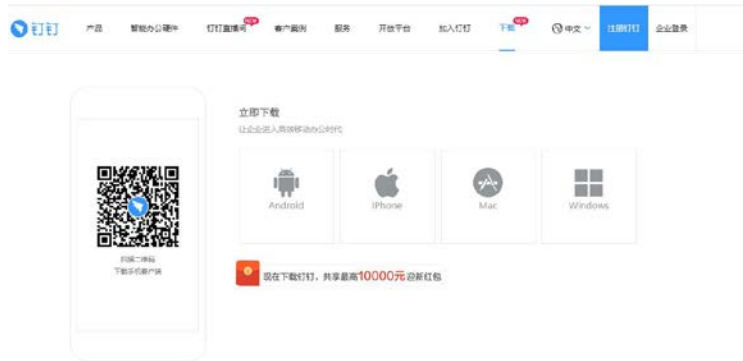 钉钉
产品
智能办公硬件
钉钉直播间
NEW
客户案例
服务
开放平台
加入钉钉
下载
NEW
中文
注册钉钉
企业登录
立即下载
让企业进入高效移动办公时代
Android
iPhone
Mac
Windows
扫描二维码
下载手机客户端
现在下载钉钉，共享最高10000元迎新红包